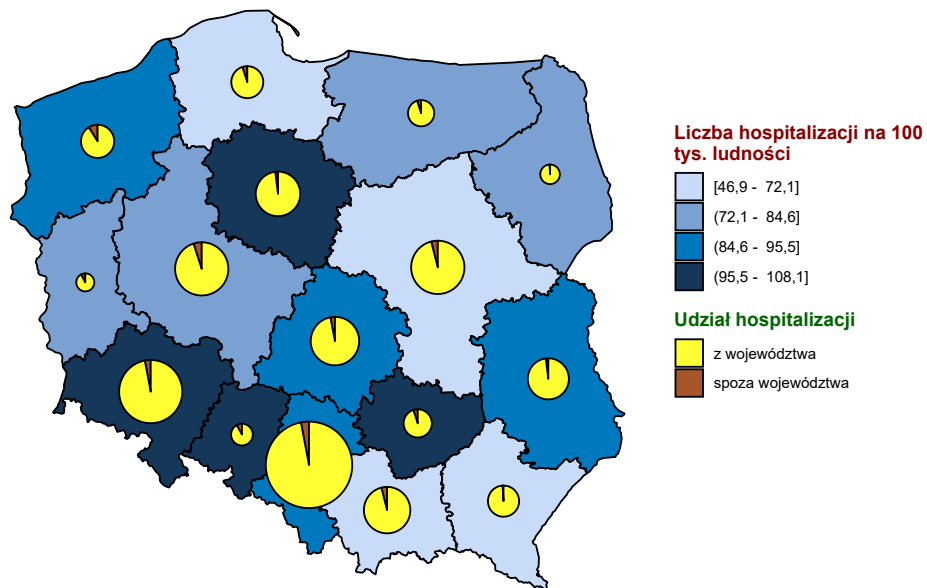 Liczba hospitalizacji na 100
tys. ludności
[46,9 - 72,1]
(72,1 - 84,6]
(84,6 - 95,5]
(95,5 - 108,1]
Udział hospitalizacji
z województwa
spoza województwa